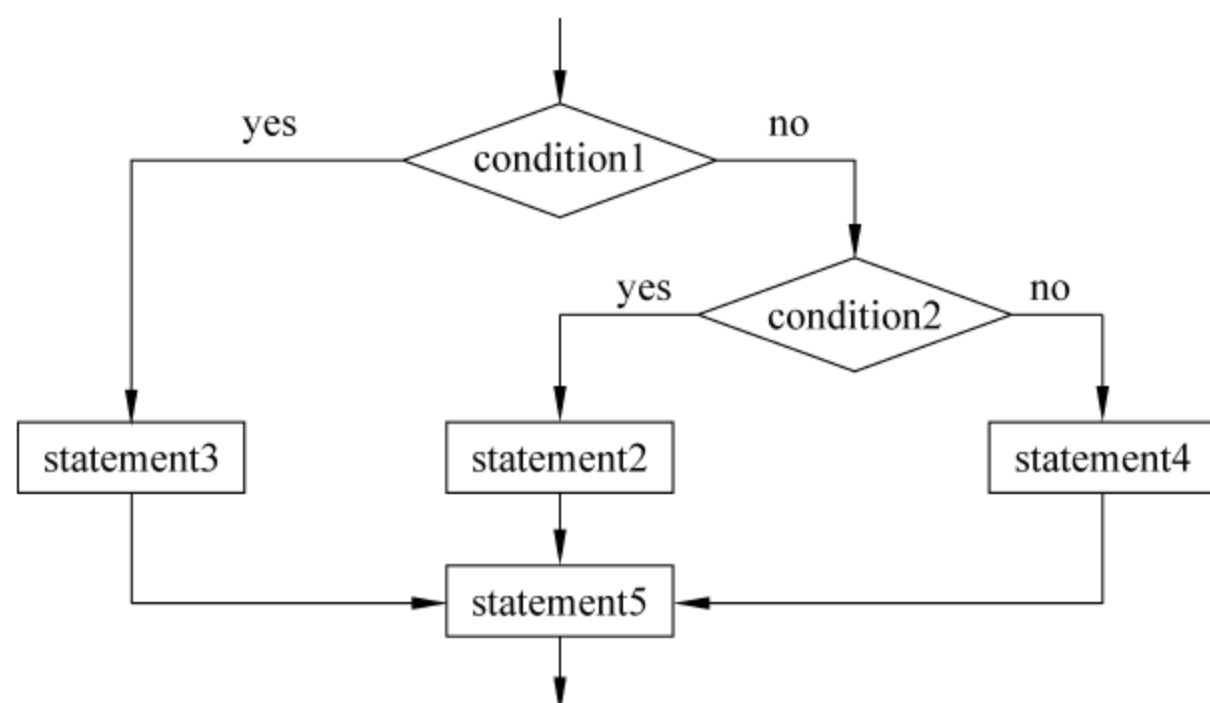 yes
no
condition1
yes
no
condition2
statement3
statement2
statement4
statement5